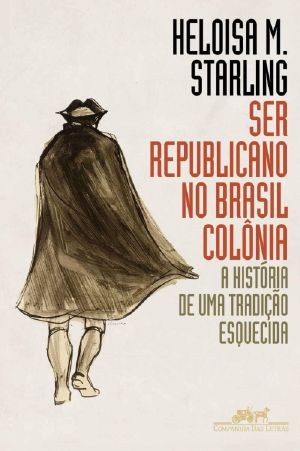 HELOISA M.
STARLING
SER
REPUBLICANO
NO BRASIL
COLÔNIA
A HISTÓRIA
DE UMA TRADIÇÃO
ESQUECIDA
COMPANHIA DAS LETRAS